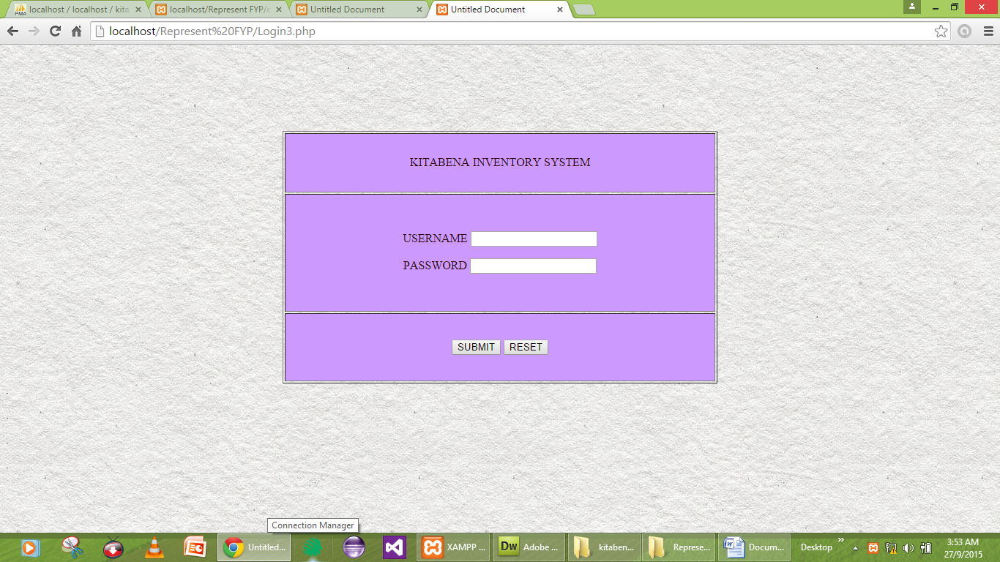 localhost / localhost / kita
localhost/Represent FYP/c
Untitled Document
Untitled Document
localhost/Represent%20FYP/Login3.php
KITABENA INVENTORY SYSTEM
USERNAME
PASSWORD
SUBMIT RESET
Connection Manager
Untitled...
XAMPP ...
Dw
Adobe ...
kitaben...
Represe...
Docum...
Desktop
3:53 AM
27/9/2015